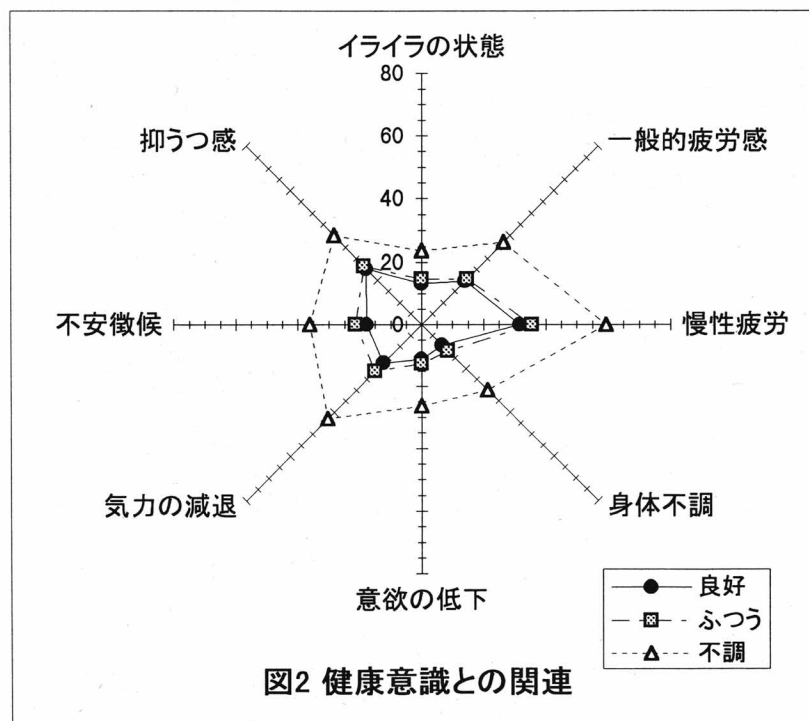 イライラの状態
80
60
40
20
0
一般的疲労感
慢性疲労
身体不調
意欲の低下
気力の減退
不安徴候
抑うつ感
良好
ふつう
不調
図2 健康意識との関連